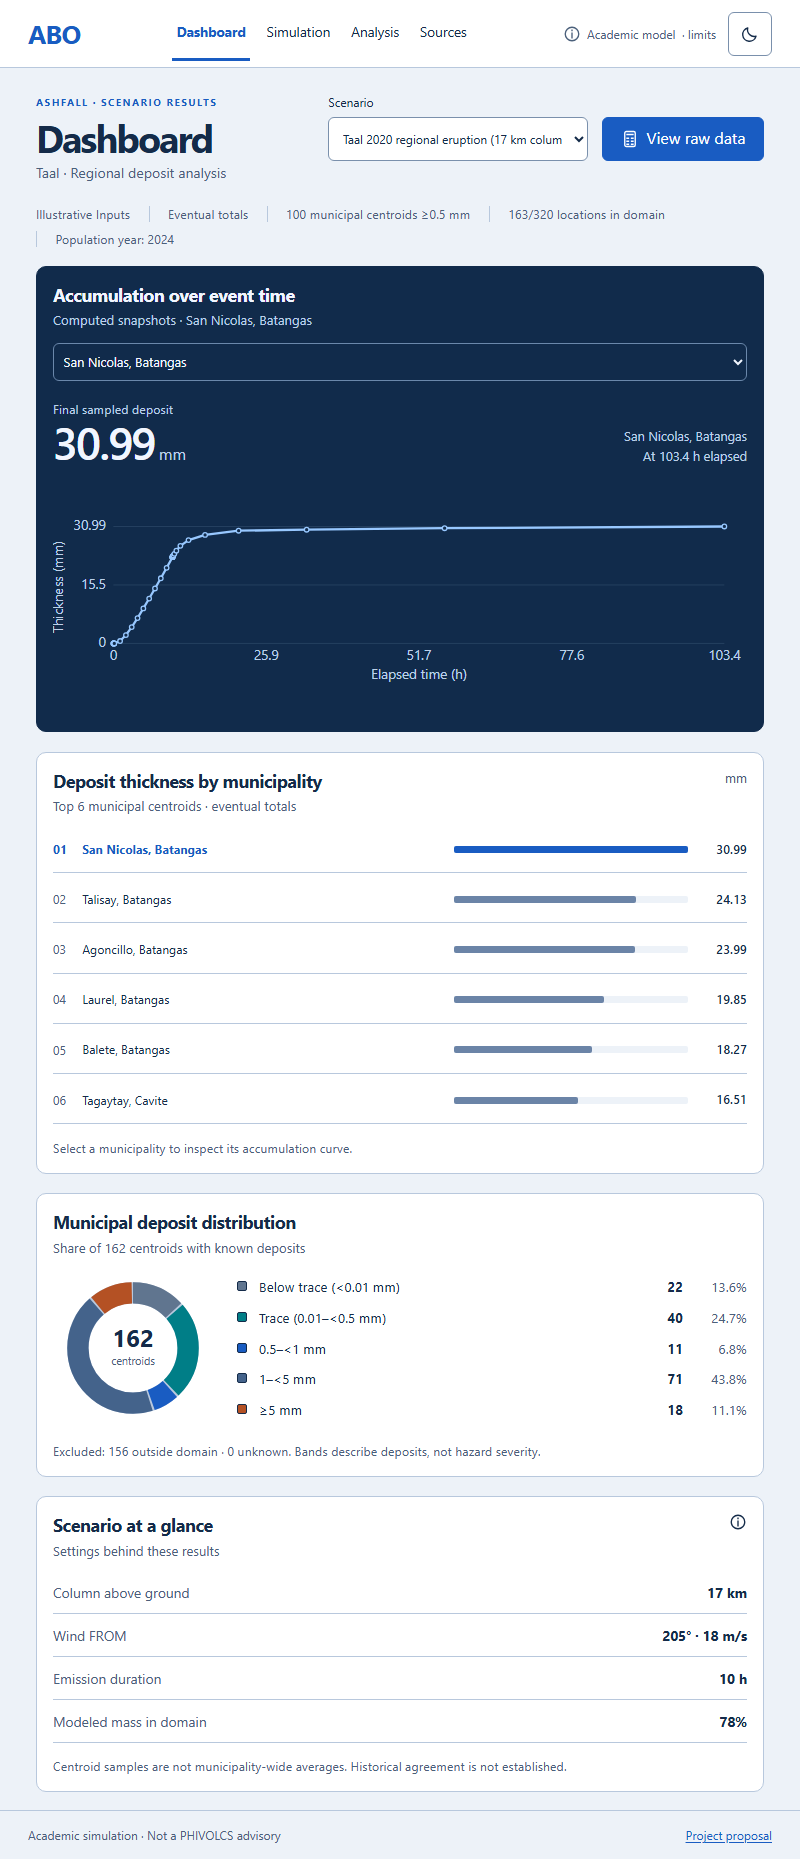 ABO
Dashboard
Simulation
Analysis
Sources
Academic model · limits
ASHFALL · SCENARIO RESULTS
Dashboard
Taal · Regional deposit analysis
Scenario
Taal 2020 regional eruption (17 km colum
View raw data
Illustrative Inputs
Eventual totals
100 municipal centroids ≥0.5 mm
163/320 locations in domain
Population year: 2024
Accumulation over event time
Computed snapshots · San Nicolas, Batangas
San Nicolas, Batangas
Final sampled deposit
30.99 mm
San Nicolas, Batangas
At 103.4 h elapsed
Thickness (mm)
30.99
15.5
0
0 25.9 51.7 77.6 103.4
Elapsed time (h)
Deposit thickness by municipality
mm
Top 6 municipal centroids · eventual totals
01 San Nicolas, Batangas 30.99
02 Talisay, Batangas 24.13
03 Agoncillo, Batangas 23.99
04 Laurel, Batangas 19.85
05 Balete, Batangas 18.27
06 Tagaytay, Cavite 16.51
Select a municipality to inspect its accumulation curve.
Municipal deposit distribution
Share of 162 centroids with known deposits
162
centroids
Below trace (<0.01 mm) 22 13.6%
Trace (0.01–<0.5 mm) 40 24.7%
0.5–<1 mm 11 6.8%
1–<5 mm 71 43.8%
≥5 mm 18 11.1%
Excluded: 156 outside domain · 0 unknown. Bands describe deposits, not hazard severity.
Scenario at a glance
Settings behind these results
Column above ground 17 km
Wind FROM 205° · 18 m/s
Emission duration 10 h
Modeled mass in domain 78%
Centroid samples are not municipality-wide averages. Historical agreement is not established.
Academic simulation · Not a PHIVOLCS advisory
Project proposal